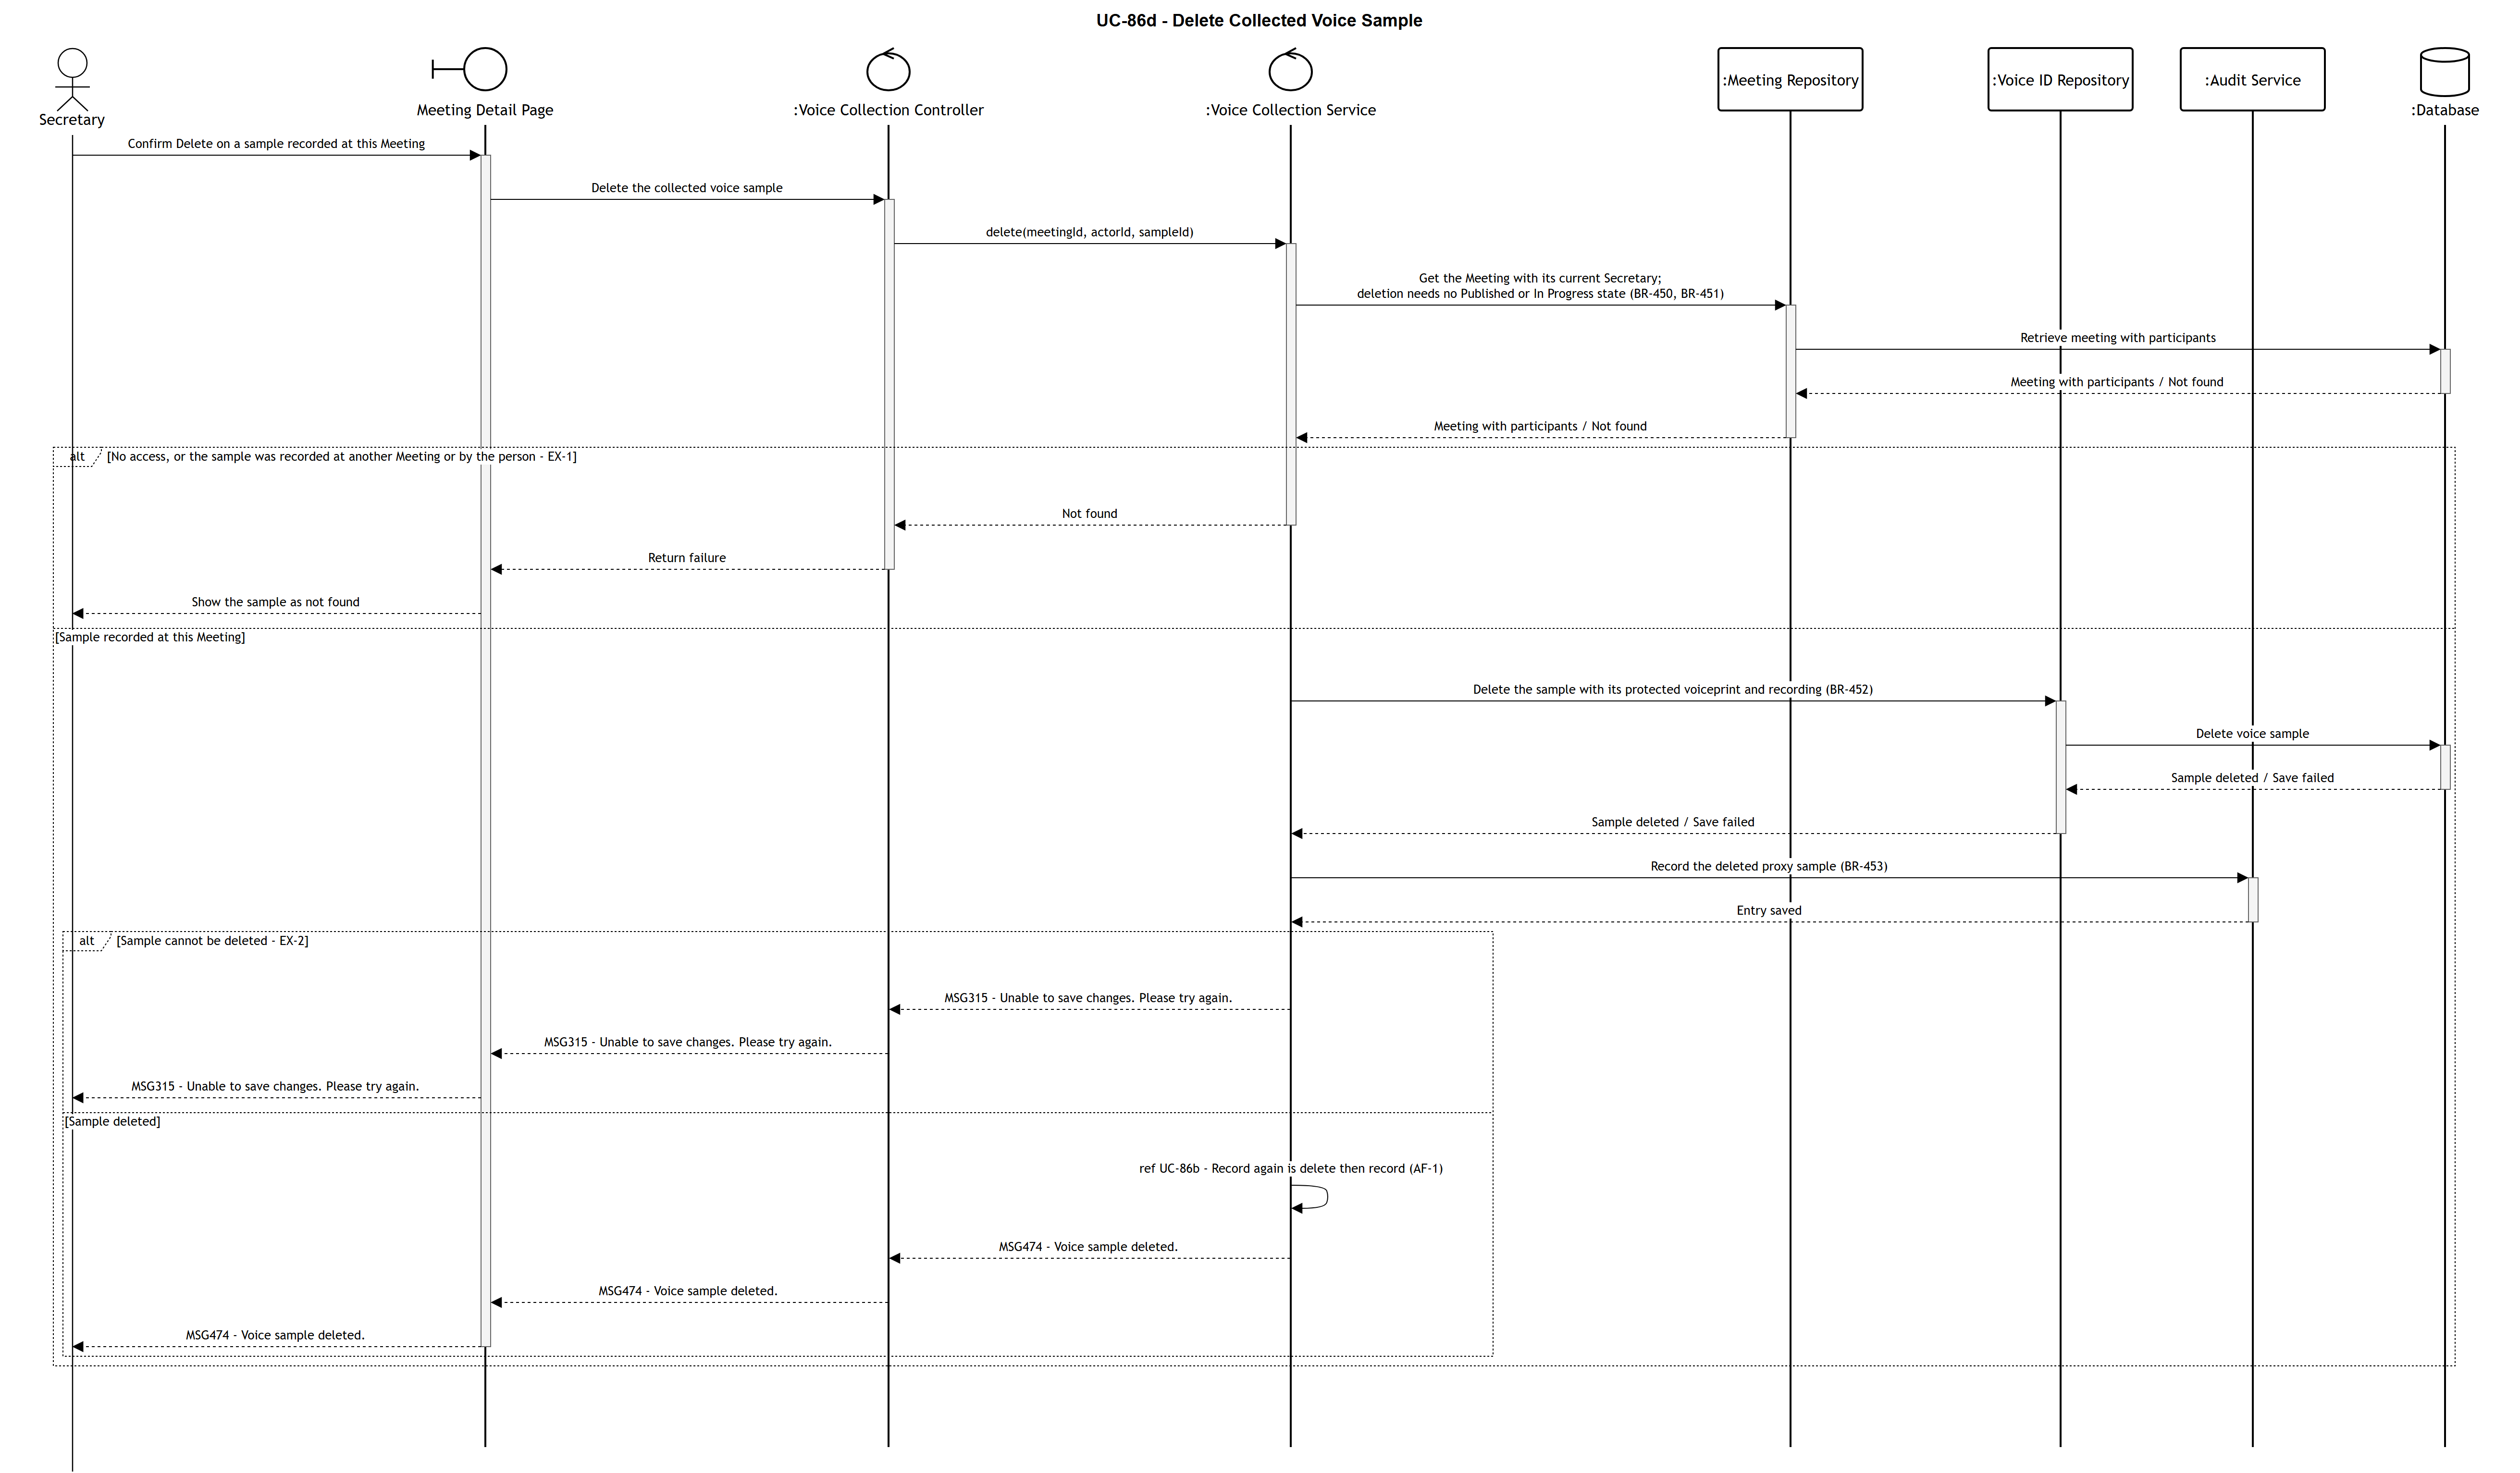 UC-86d - Delete Collected Voice Sample
Secretary
Meeting Detail Page
:Voice Collection Controller
:Voice Collection Service
:Meeting Repository
:Voice ID Repository
:Audit Service
:Database
Confirm Delete on a sample recorded at this Meeting
Delete the collected voice sample
delete(meetingId, actorId, sampleId)
Get the Meeting with its current Secretary;
deletion needs no Published or In Progress state (BR-450, BR-451)
Retrieve meeting with participants
Meeting with participants / Not found
Meeting with participants / Not found
alt [No access, or the sample was recorded at another Meeting or by the person - EX-1]
Not found
Return failure
Show the sample as not found
[Sample recorded at this Meeting]
Delete the sample with its protected voiceprint and recording (BR-452)
Delete voice sample
Sample deleted / Save failed
Sample deleted / Save failed
Record the deleted proxy sample (BR-453)
Entry saved
alt [Sample cannot be deleted - EX-2]
MSG315 - Unable to save changes. Please try again.
MSG315 - Unable to save changes. Please try again.
MSG315 - Unable to save changes. Please try again.
[Sample deleted]
ref UC-86b - Record again is delete then record (AF-1)
MSG474 - Voice sample deleted.
MSG474 - Voice sample deleted.
MSG474 - Voice sample deleted.